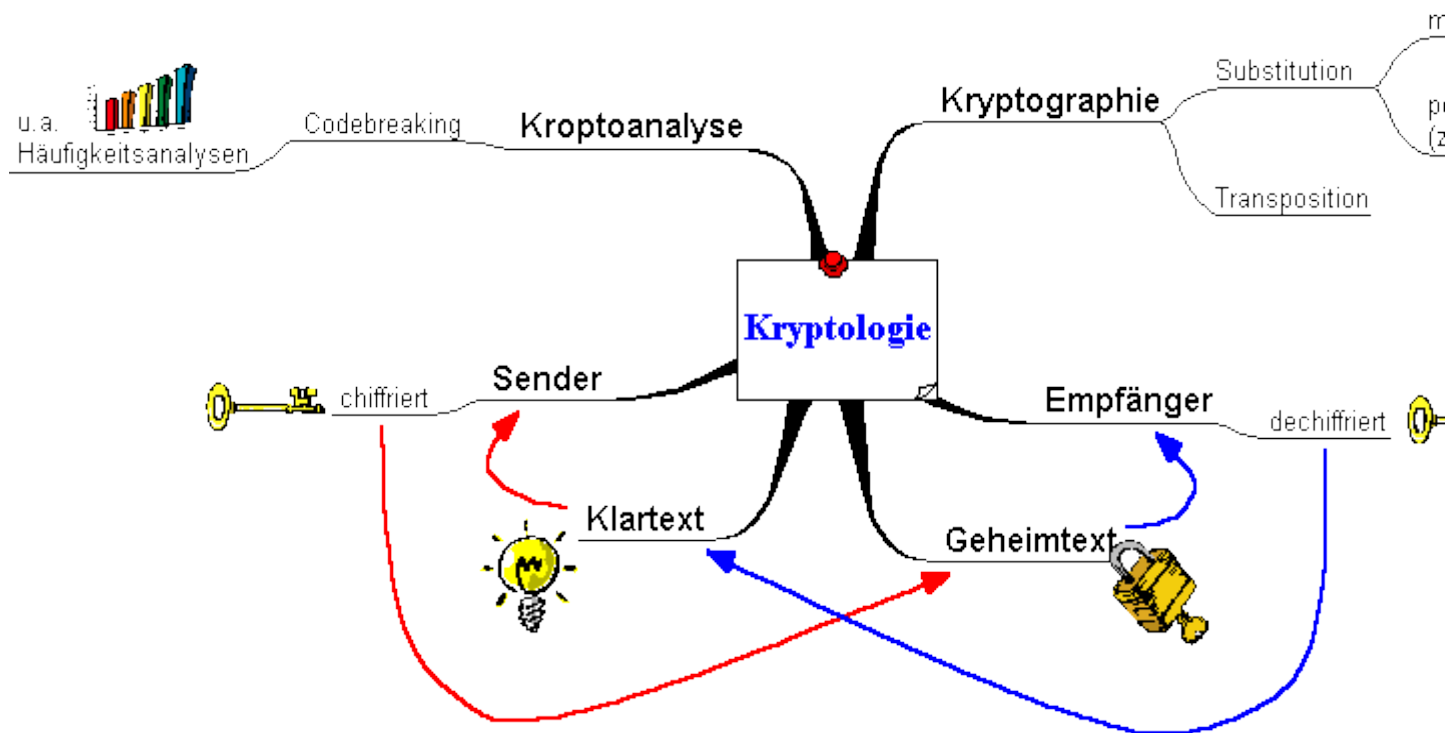 u.a.
Häufigkeitsanalysen
Codebreaking
Kroptoanalyse
Kryptographie
Substitution
Transposition
Kryptologie
chiffriert
Sender
Empfänger
dechiffriert
Klartext
Geheimtext